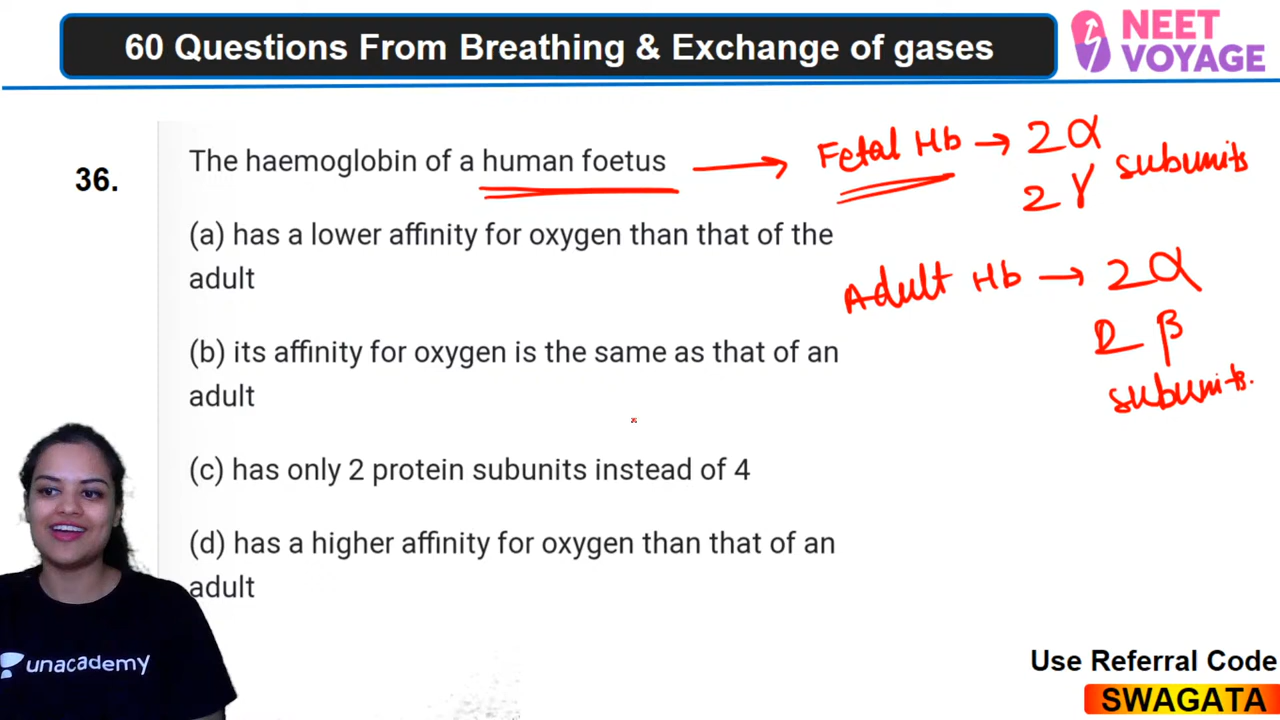 60 Questions From Breathing & Exchange of gases
NEET
VOYAGE
36.
The haemoglobin of a human foetus → Fetal Hb → 2α
2γ subunits
(a) has a lower affinity for oxygen than that of the
adult
Adult Hb → 2α
2 β
subunits.
(b) its affinity for oxygen is the same as that of an
adult
(c) has only 2 protein subunits instead of 4
(d) has a higher affinity for oxygen than that of an
adult
unacademy
Use Referral Code
SWAGATA